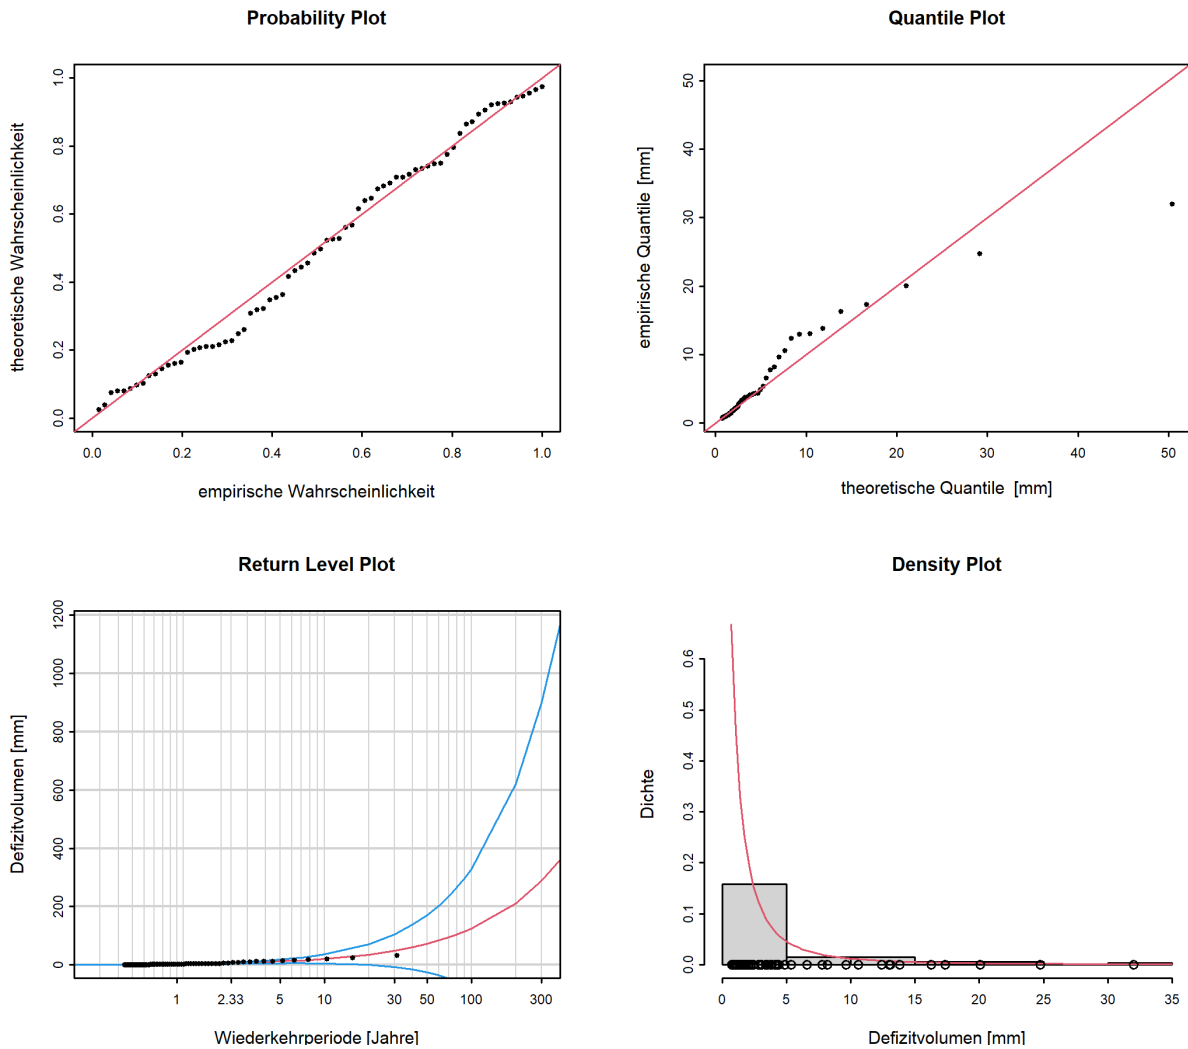 Probability Plot
theoretische Wahrscheinlichkeit
0.0 0.2 0.4 0.6 0.8 1.0
0.0 0.2 0.4 0.6 0.8 1.0
empirische Wahrscheinlichkeit
Quantile Plot
empirische Quantile [mm]
0 10 20 30 40 50
0 10 20 30 40 50
theoretische Quantile [mm]
Return Level Plot
Defizitvolumen [mm]
0 200 400 600 800 1000 1200
1 2.33 5 10 30 50 100 300
Wiederkehrperiode [Jahre]
Density Plot
Dichte
0.0 0.1 0.2 0.3 0.4 0.5 0.6
0 5 10 15 20 25 30 35
Defizitvolumen [mm]